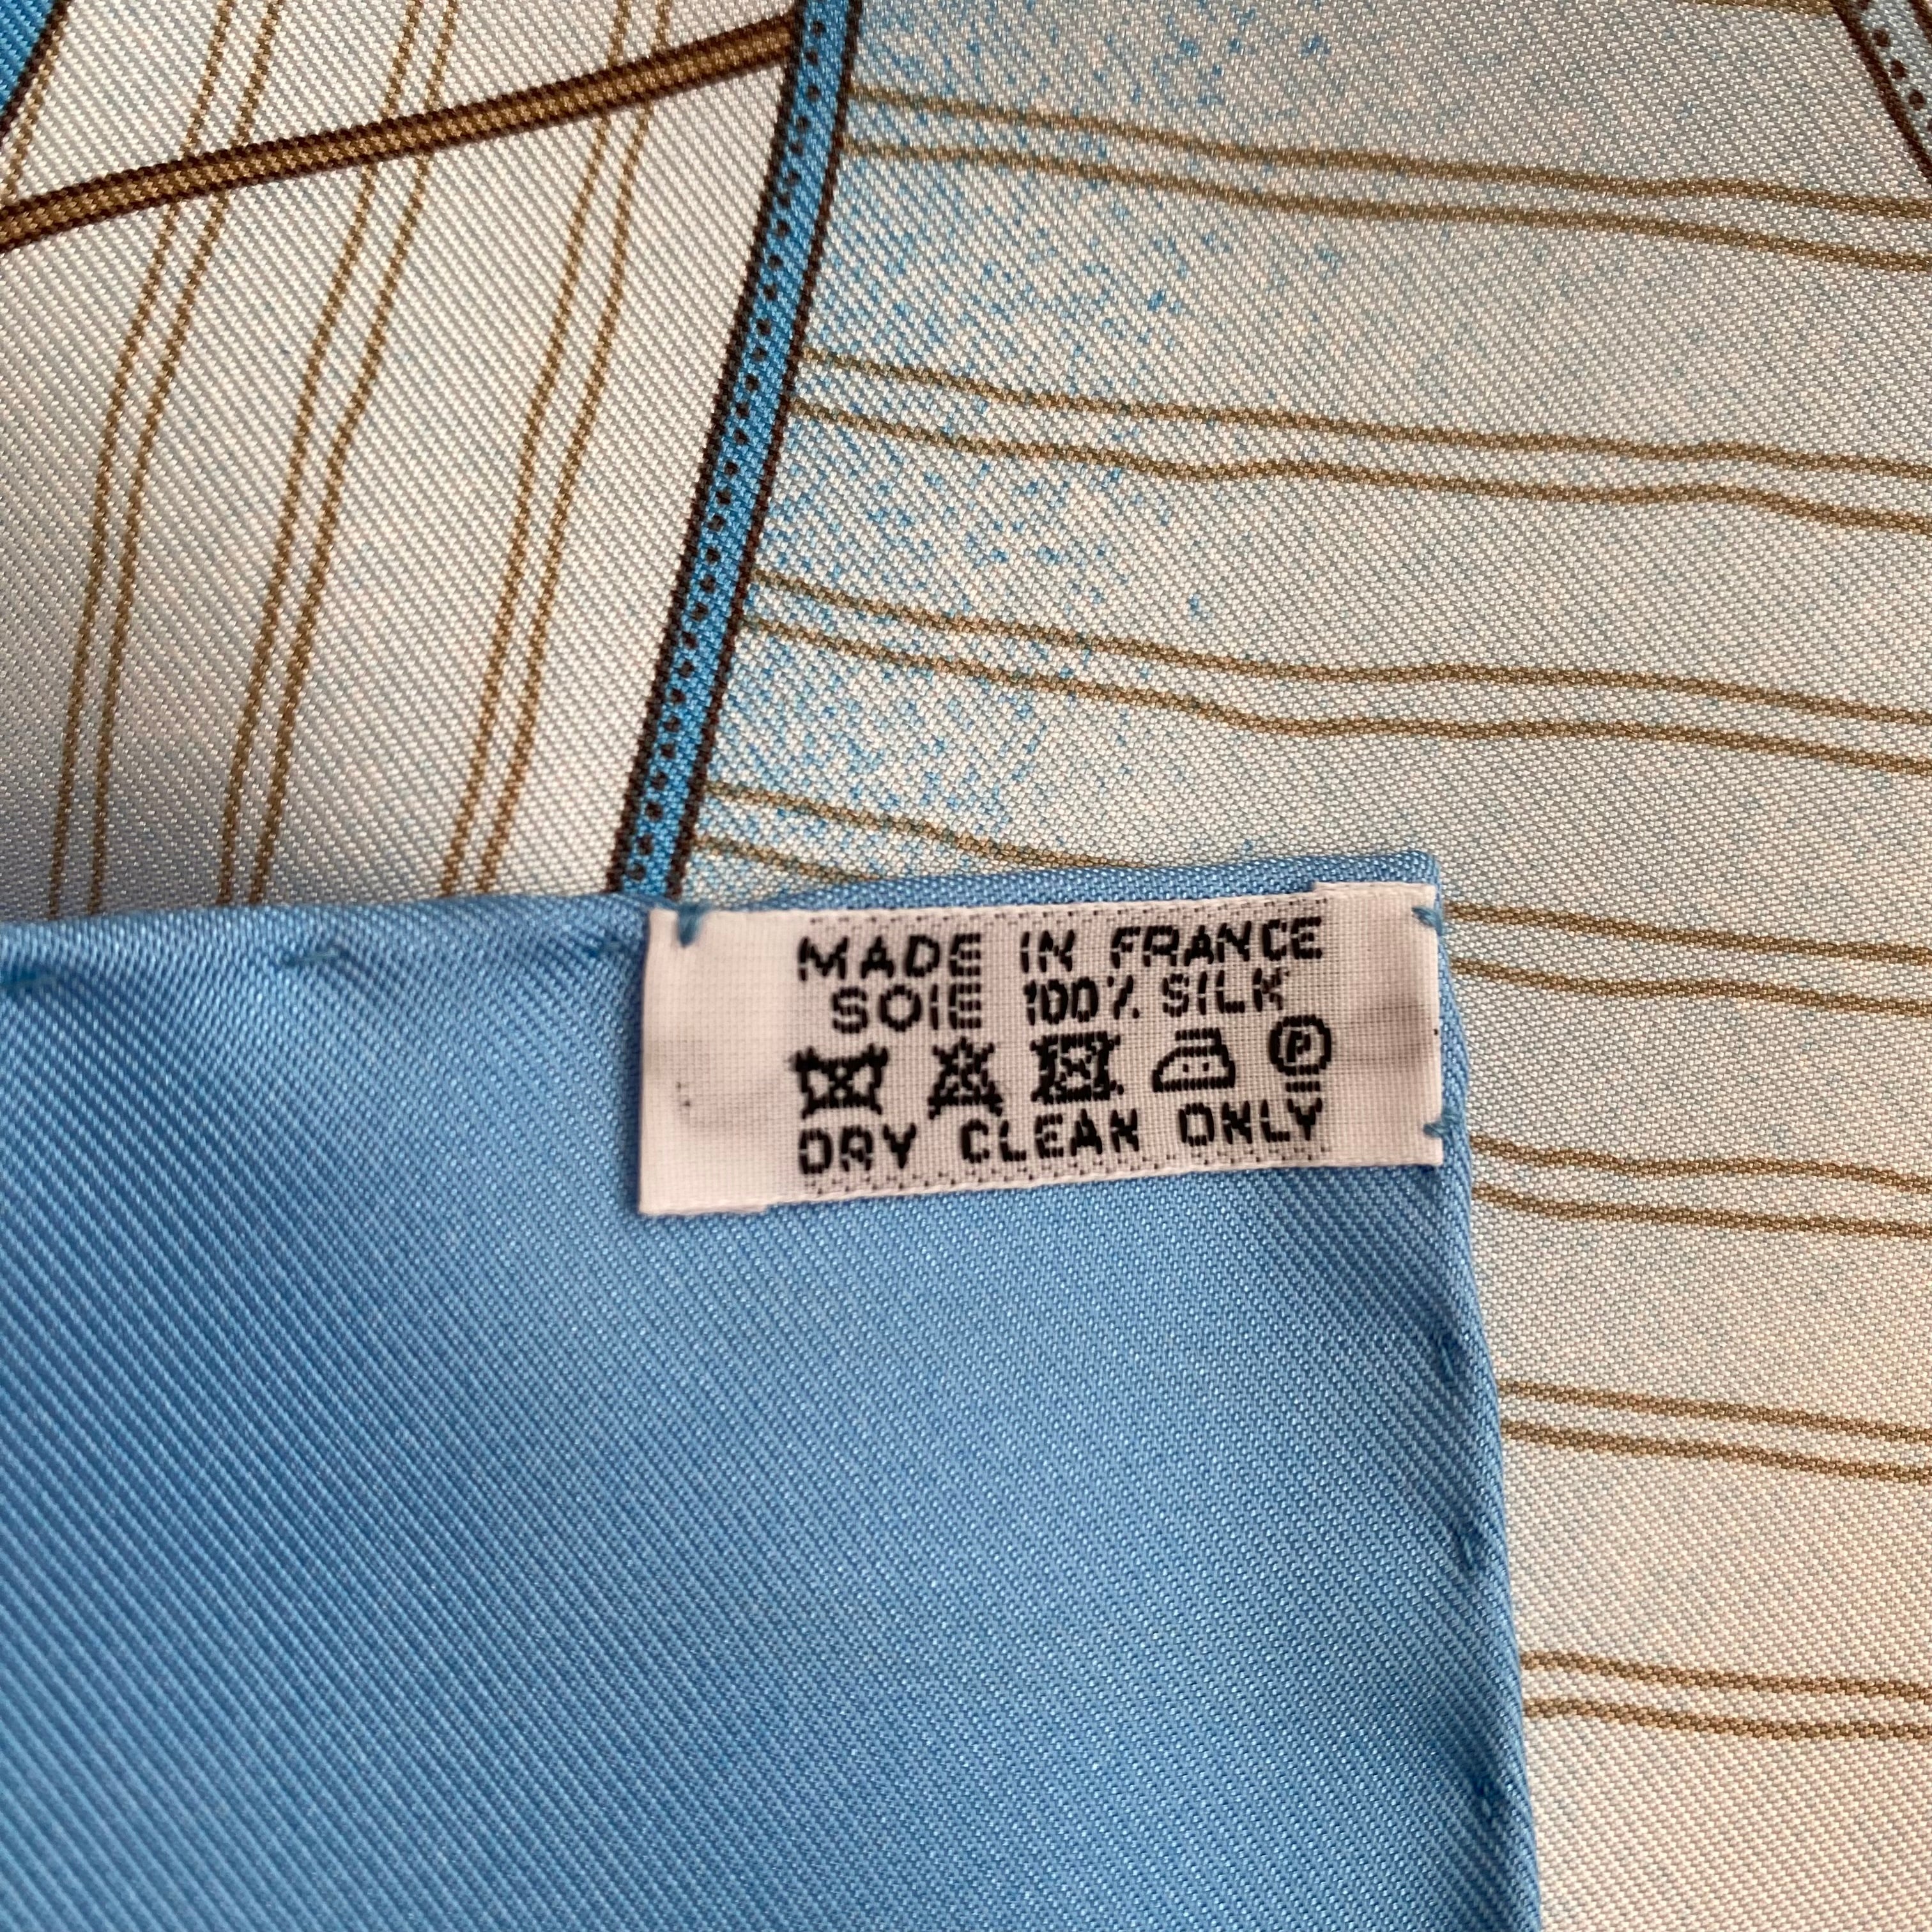 MADE IN FRANCE
SOIE 100% SILK
P
DRY CLEAN ONLY